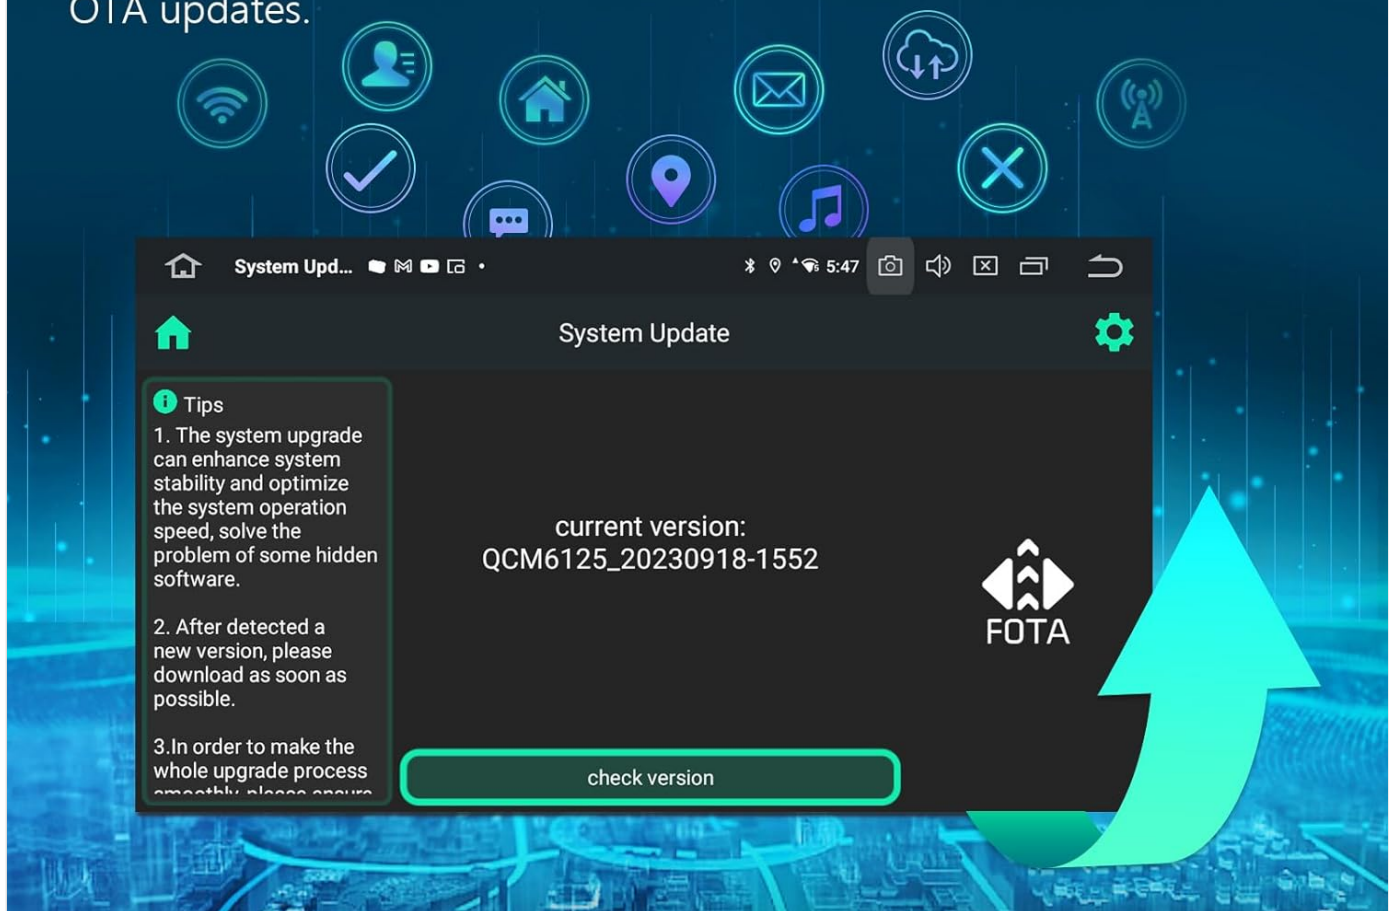 OTA updates.
System Upd...
5:47
System Update
Tips
1. The system upgrade
can enhance system
stability and optimize
the system operation
speed, solve the
problem of some hidden
software.
2. After detected a
new version, please
download as soon as
possible.
3.In order to make the
whole upgrade process
smoothly, please ensure
current version:
QCM6125_20230918-1552
FOTA
check version